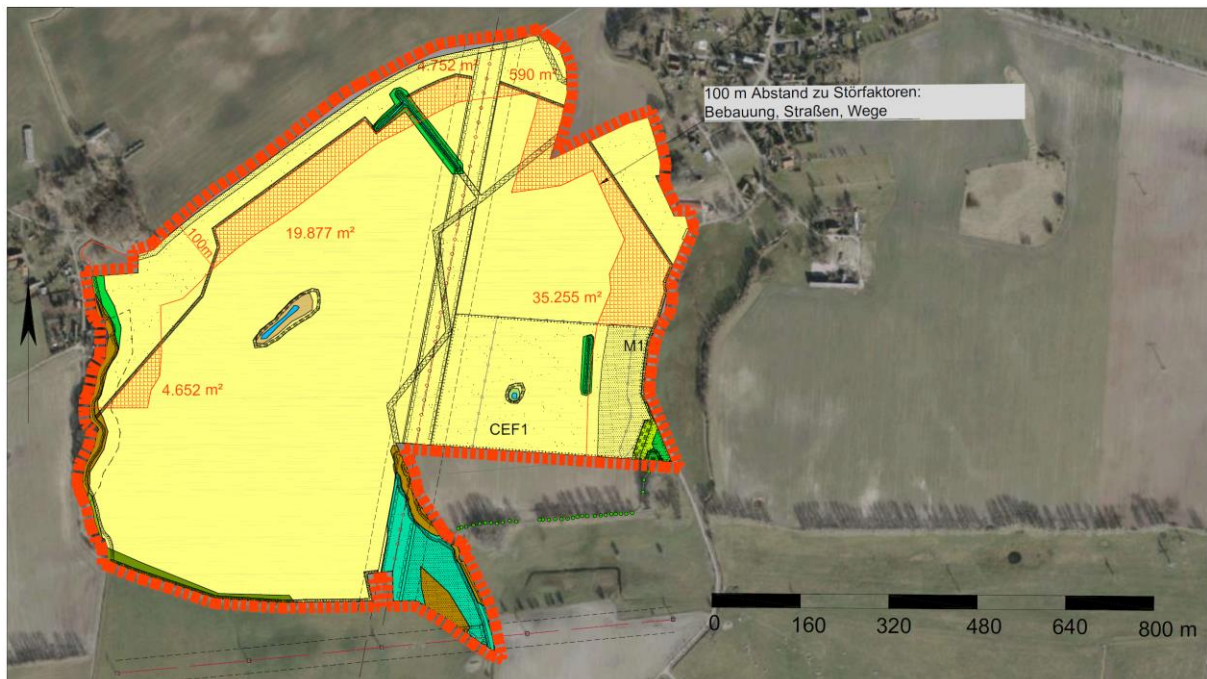 4.752 m²
590 m²
100 m Abstand zu Störfaktoren:
Bebauung, Straßen, Wege
100m
19.877 m²
35.255 m²
M1
4.652 m²
CEF1
0 160 320 480 640 800 m